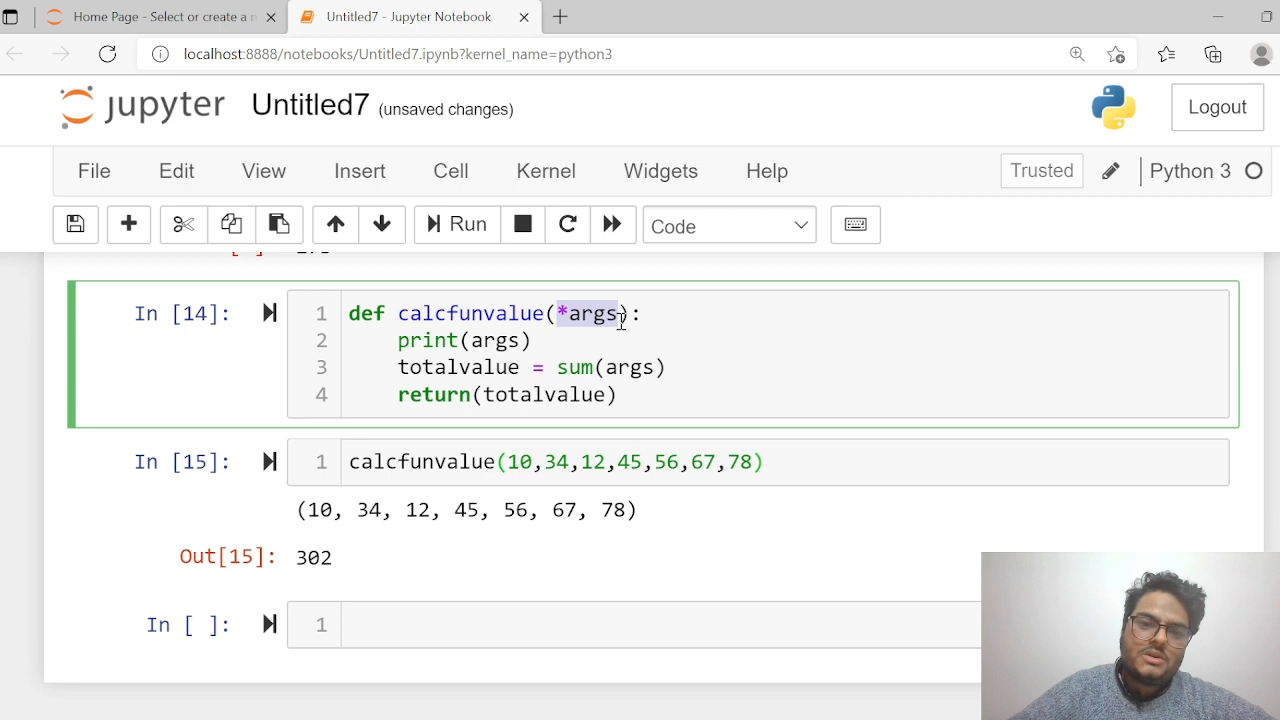 Home Page - Select or create a n
Untitled7 - Jupyter Notebook
localhost:8888/notebooks/Untitled7.ipynb?kernel_name=python3
jupyter Untitled7 (unsaved changes)
Logout
File Edit View Insert Cell Kernel Widgets Help
Trusted
Python 3
Run
Code
In [14]:
1 def calcfunvalue(*args):
2 print(args)
3 totalvalue = sum(args)
4 return(totalvalue)
In [15]:
1 calcfunvalue(10,34,12,45,56,67,78)
(10, 34, 12, 45, 56, 67, 78)
Out[15]: 302
In [ ]:
1